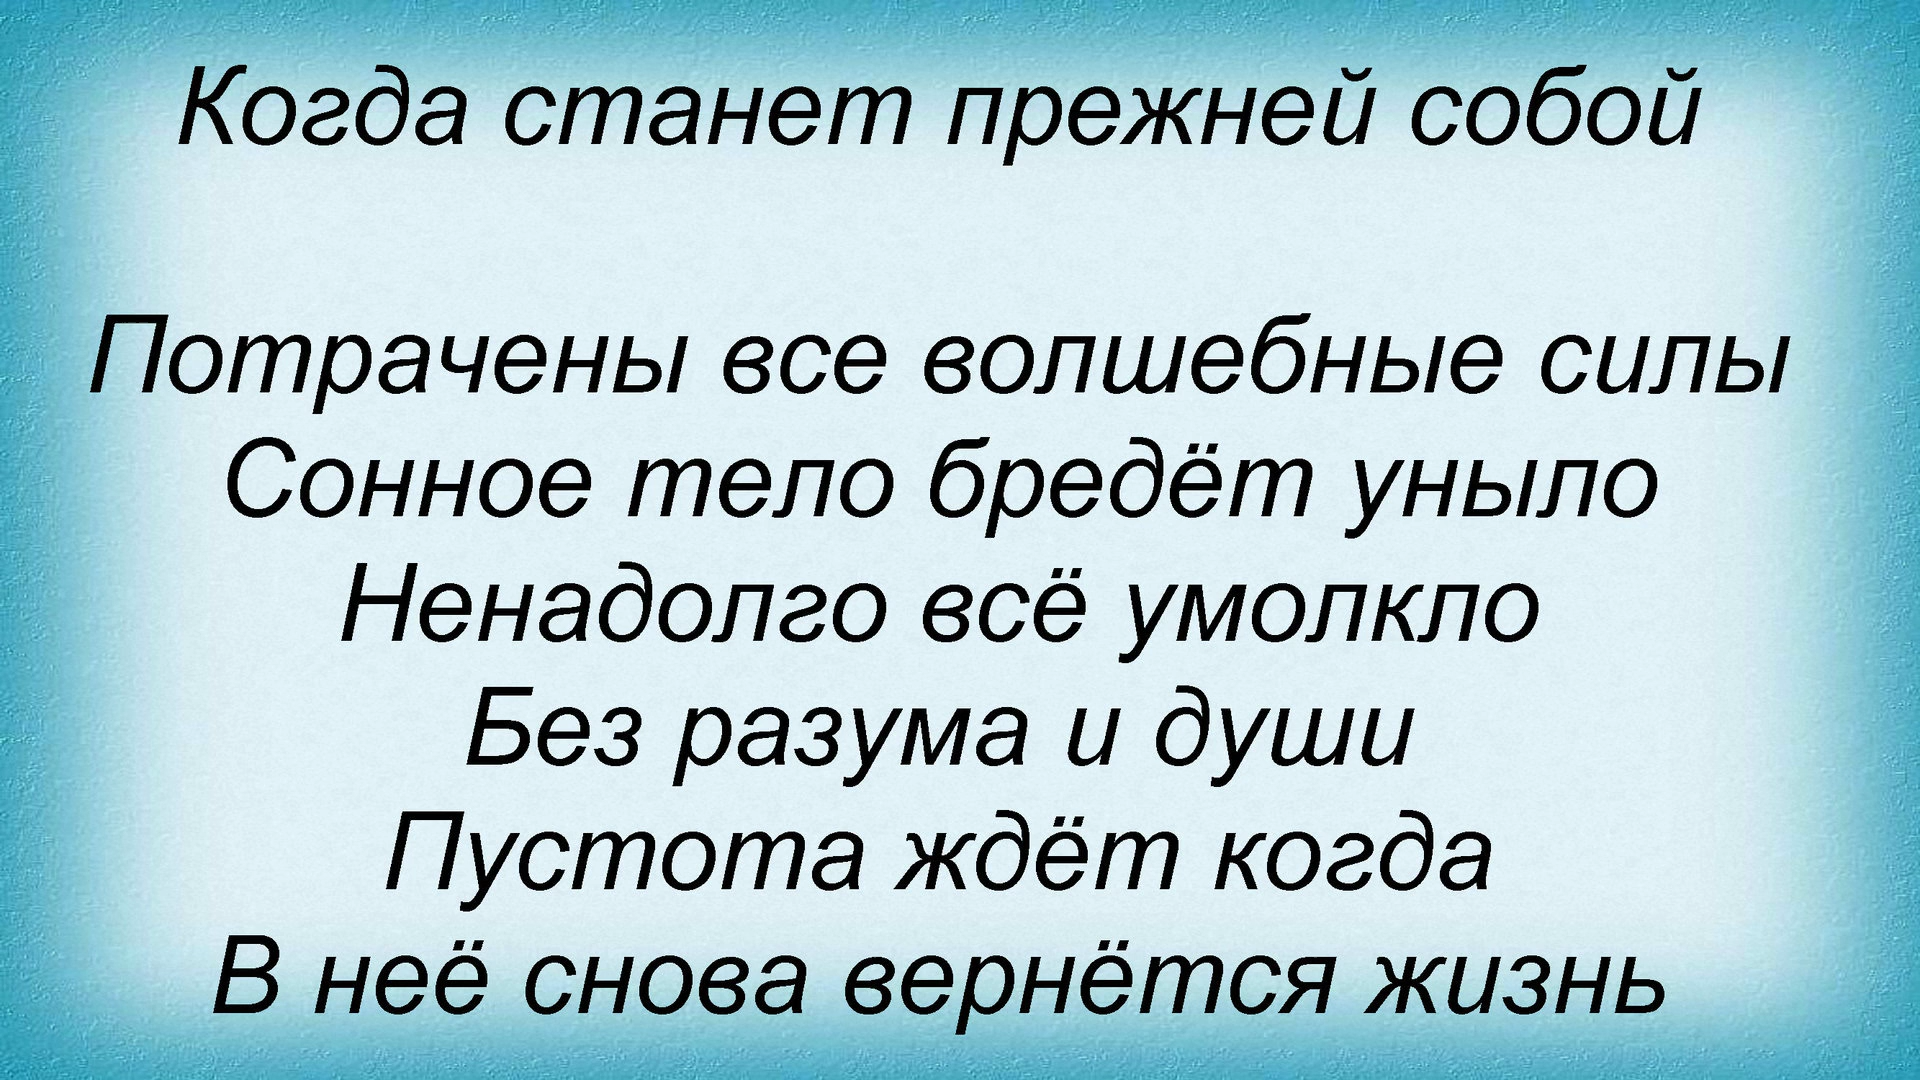 Когда станет прежней собой
Потрачены все волшебные силы
Сонное тело бредёт уныло
Ненадолго всё умолкло
Без разума и души
Пустота ждёт когда
В неё снова вернётся жизнь